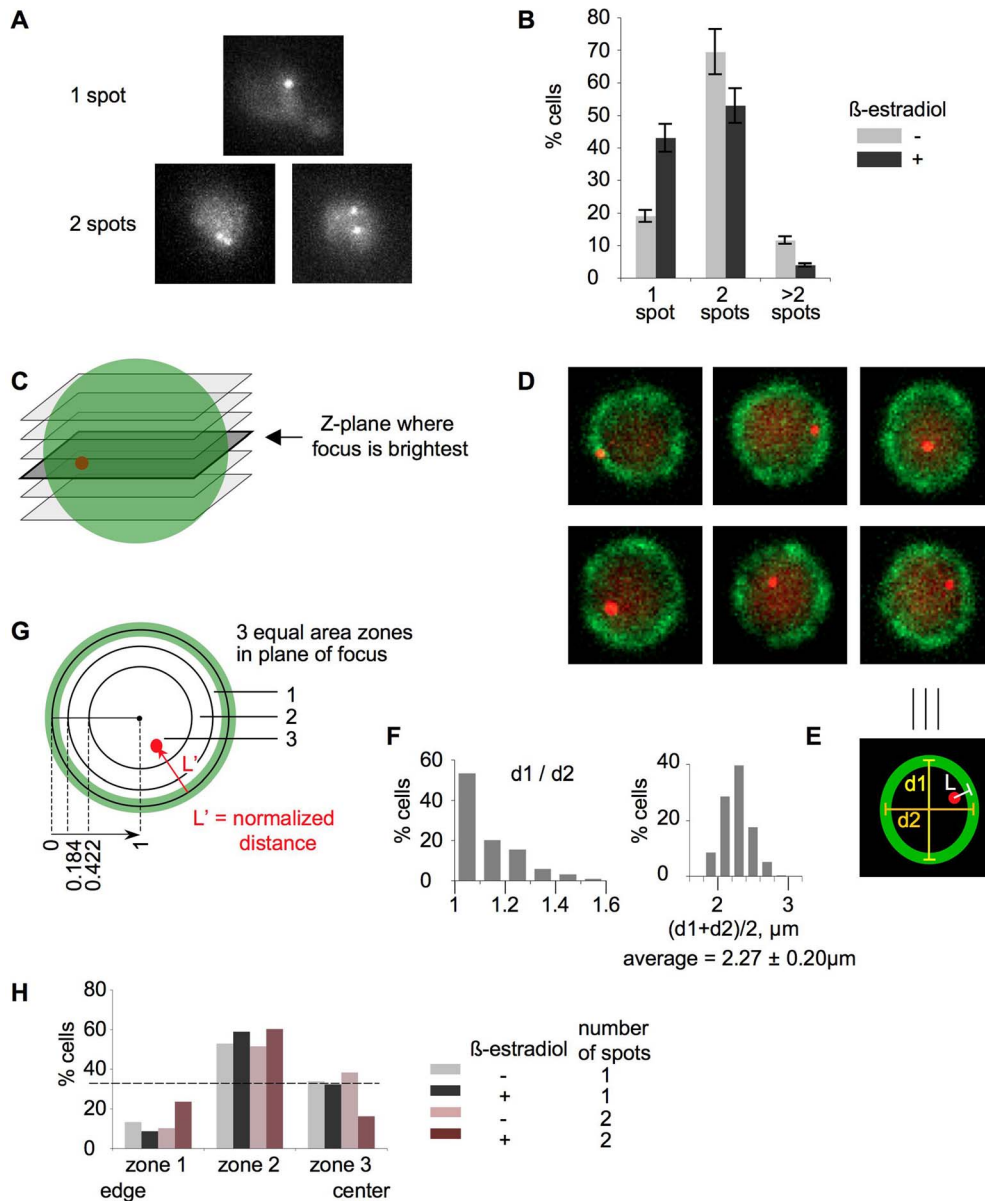 A
1 spot
2 spots
B
% cells
80
70
60
50
40
30
20
10
0
1 spot
2 spots
>2 spots
ß-estradiol
-
+
C
Z-plane where
focus is brightest
D
G
3 equal area zones
in plane of focus
1
2
3
L'
L' = normalized
distance
0
0.184
0.422
1
F
% cells
60
40
20
0
d1 / d2
1
1.2
1.4
1.6
% cells
40
20
0
2
3
(d1+d2)/2, µm
average = 2.27 ± 0.20µm
E
d1
L
d2
H
% cells
80
60
40
20
0
zone 1
zone 2
zone 3
edge
center
ß-estradiol
number
of spots
- 1
+ 1
- 2
+ 2